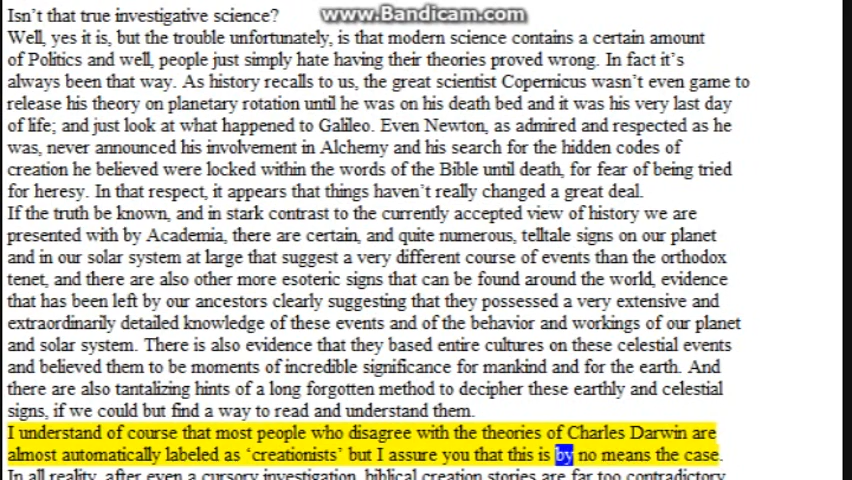 Isn't that true investigative science?
www.Bandicam.com
Well, yes it is, but the trouble unfortunately, is that modern science contains a certain amount
of Politics and well, people just simply hate having their theories proved wrong. In fact it's
always been that way. As history recalls to us, the great scientist Copernicus wasn't even game to
release his theory on planetary rotation until he was on his death bed and it was his very last day
of life; and just look at what happened to Galileo. Even Newton, as admired and respected as he
was, never announced his involvement in Alchemy and his search for the hidden codes of
creation he believed were locked within the words of the Bible until death, for fear of being tried
for heresy. In that respect, it appears that things haven't really changed a great deal.
If the truth be known, and in stark contrast to the currently accepted view of history we are
presented with by Academia, there are certain, and quite numerous, telltale signs on our planet
and in our solar system at large that suggest a very different course of events than the orthodox
tenet, and there are also other more esoteric signs that can be found around the world, evidence
that has been left by our ancestors clearly suggesting that they possessed a very extensive and
extraordinarily detailed knowledge of these events and of the behavior and workings of our planet
and solar system. There is also evidence that they based entire cultures on these celestial events
and believed them to be moments of incredible significance for mankind and for the earth. And
there are also tantalizing hints of a long forgotten method to decipher these earthly and celestial
signs, if we could but find a way to read and understand them.
I understand of course that most people who disagree with the theories of Charles Darwin are
almost automatically labeled as 'creationists' but I assure you that this is by no means the case.
In all reality, after even a cursory investigation, biblical creation stories are far too contradictory